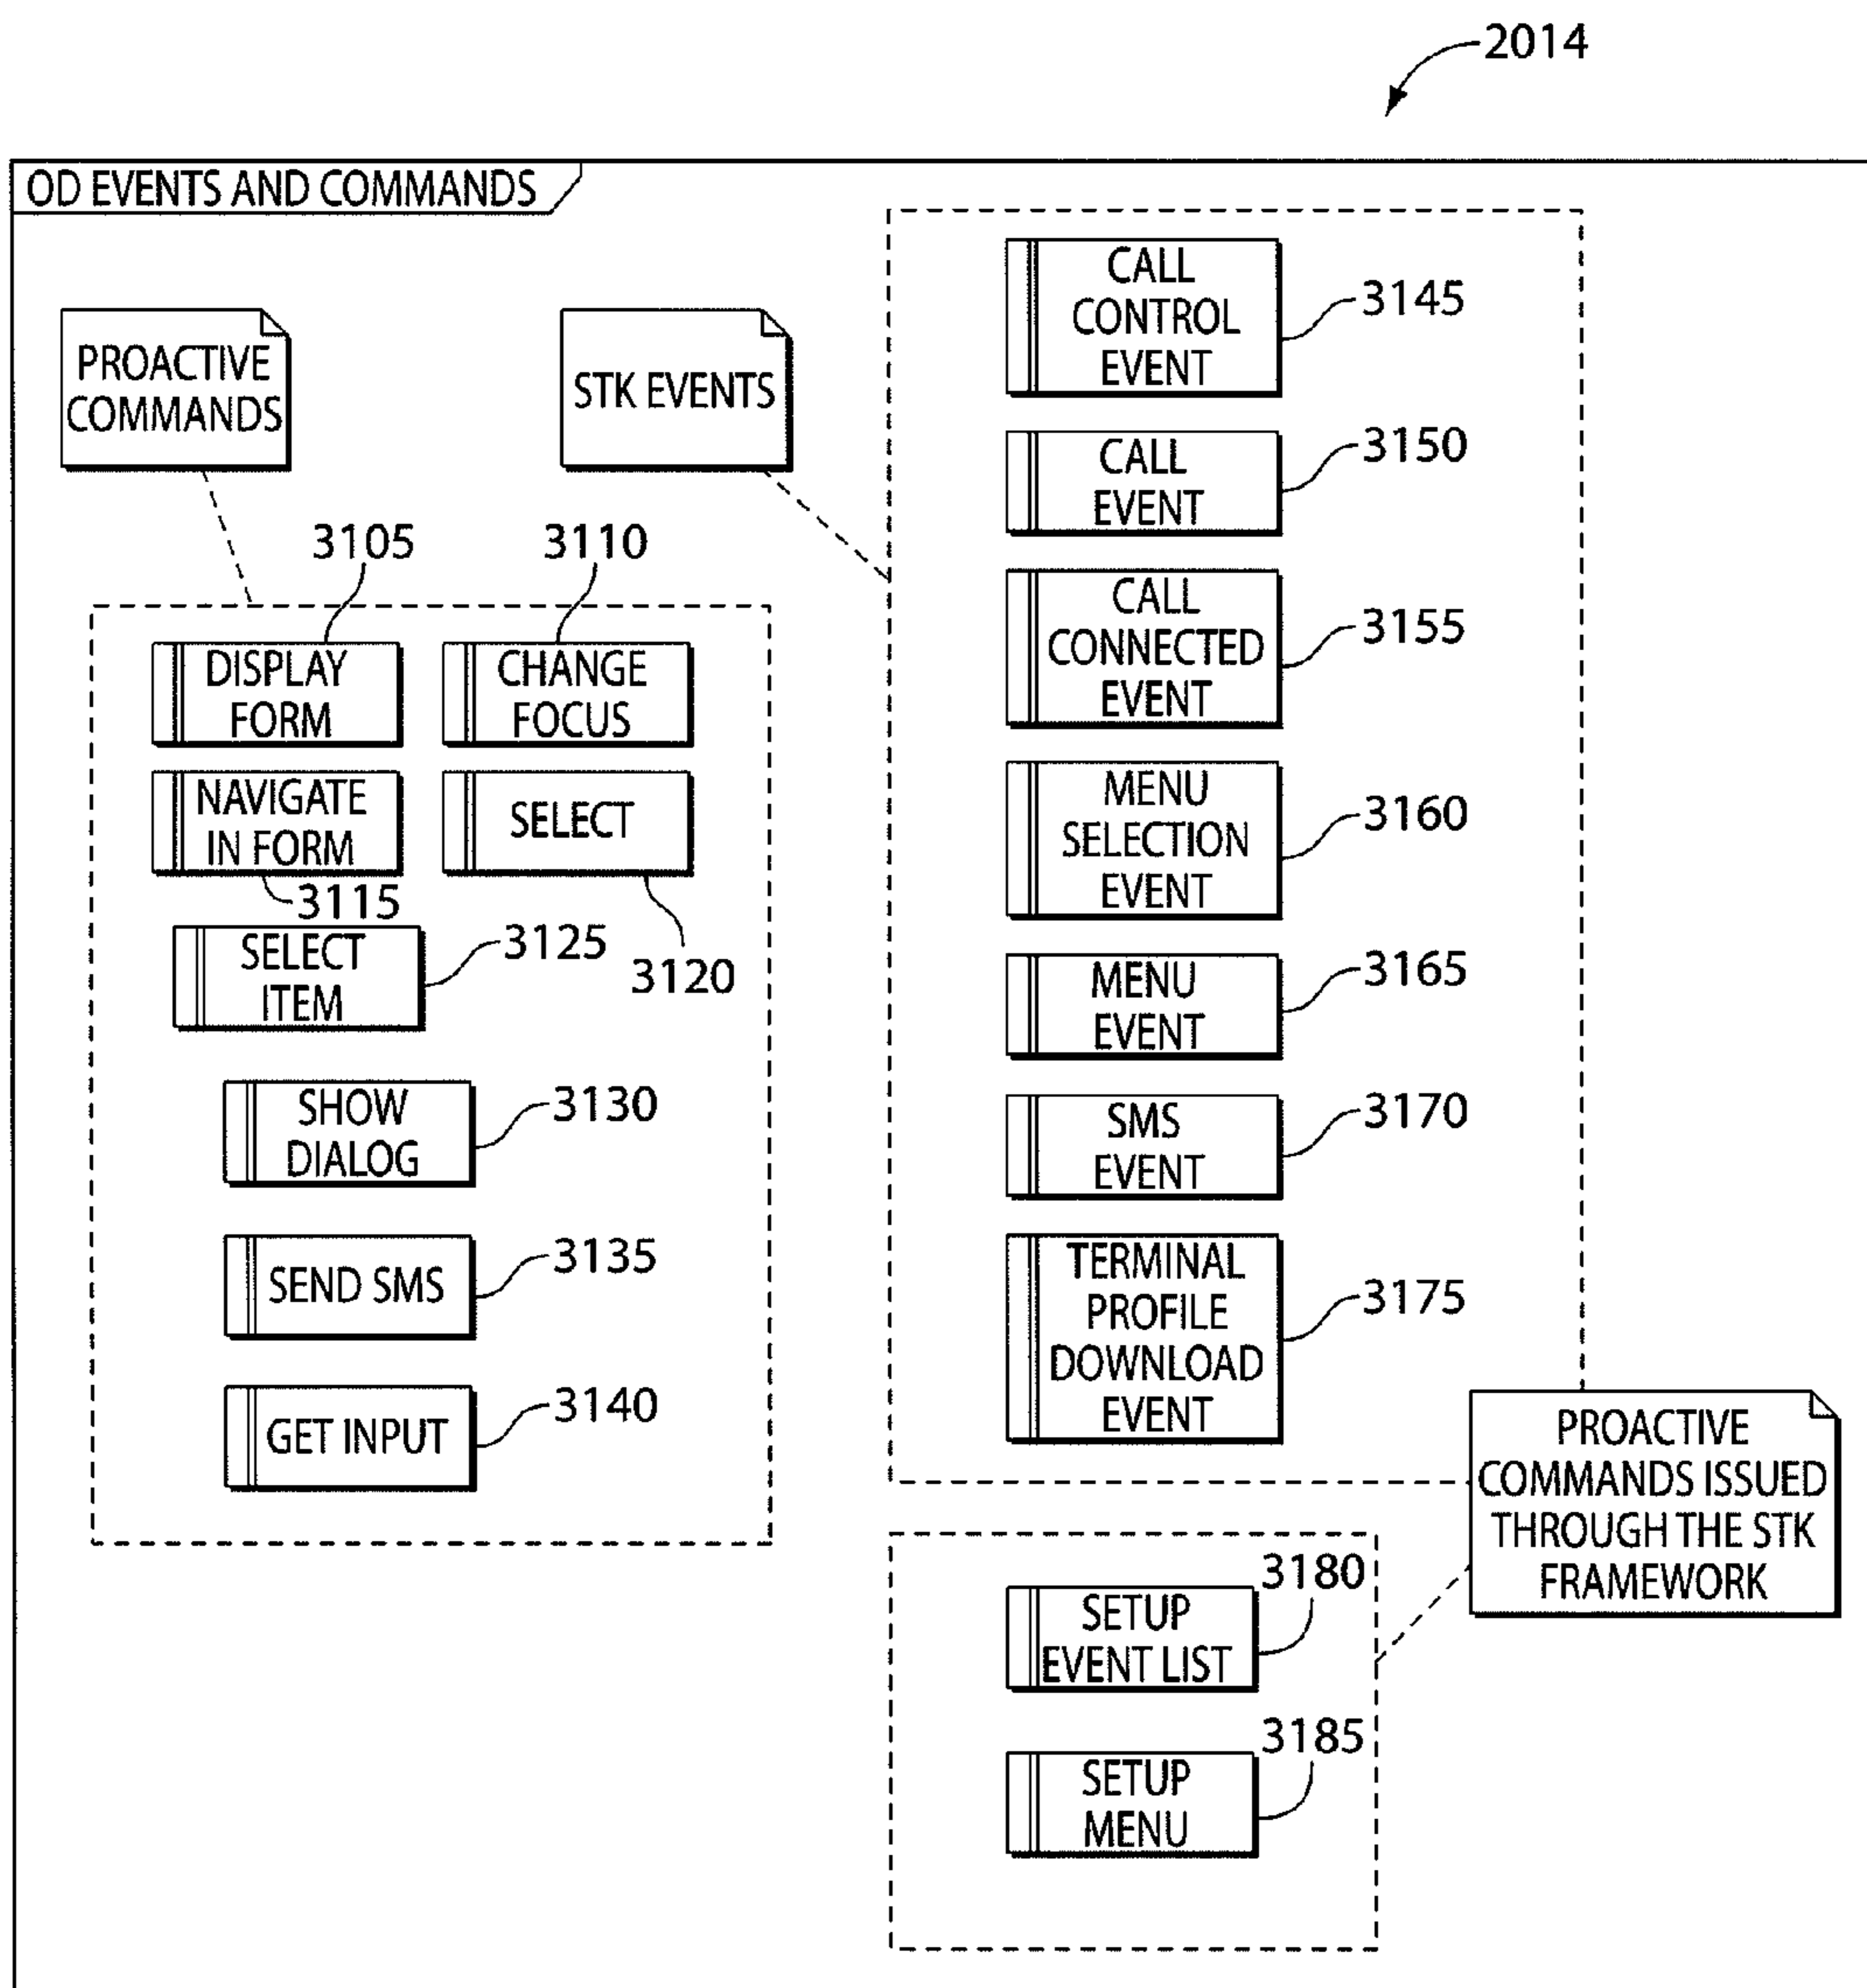 2014
OD EVENTS AND COMMANDS
PROACTIVE
COMMANDS
STK EVENTS
3105
3110
DISPLAY
FORM
CHANGE
FOCUS
NAVIGATE
IN FORM
SELECT
3115
3120
SELECT
ITEM
3125
SHOW
DIALOG
3130
SEND SMS
3135
GET INPUT
3140
CALL
CONTROL
EVENT
3145
CALL
EVENT
3150
CALL
CONNECTED
EVENT
3155
MENU
SELECTION
EVENT
3160
MENU
EVENT
3165
SMS
EVENT
3170
TERMINAL
PROFILE
DOWNLOAD
EVENT
3175
PROACTIVE
COMMANDS ISSUED
THROUGH THE STK
FRAMEWORK
3180
SETUP
EVENT LIST
3185
SETUP
MENU